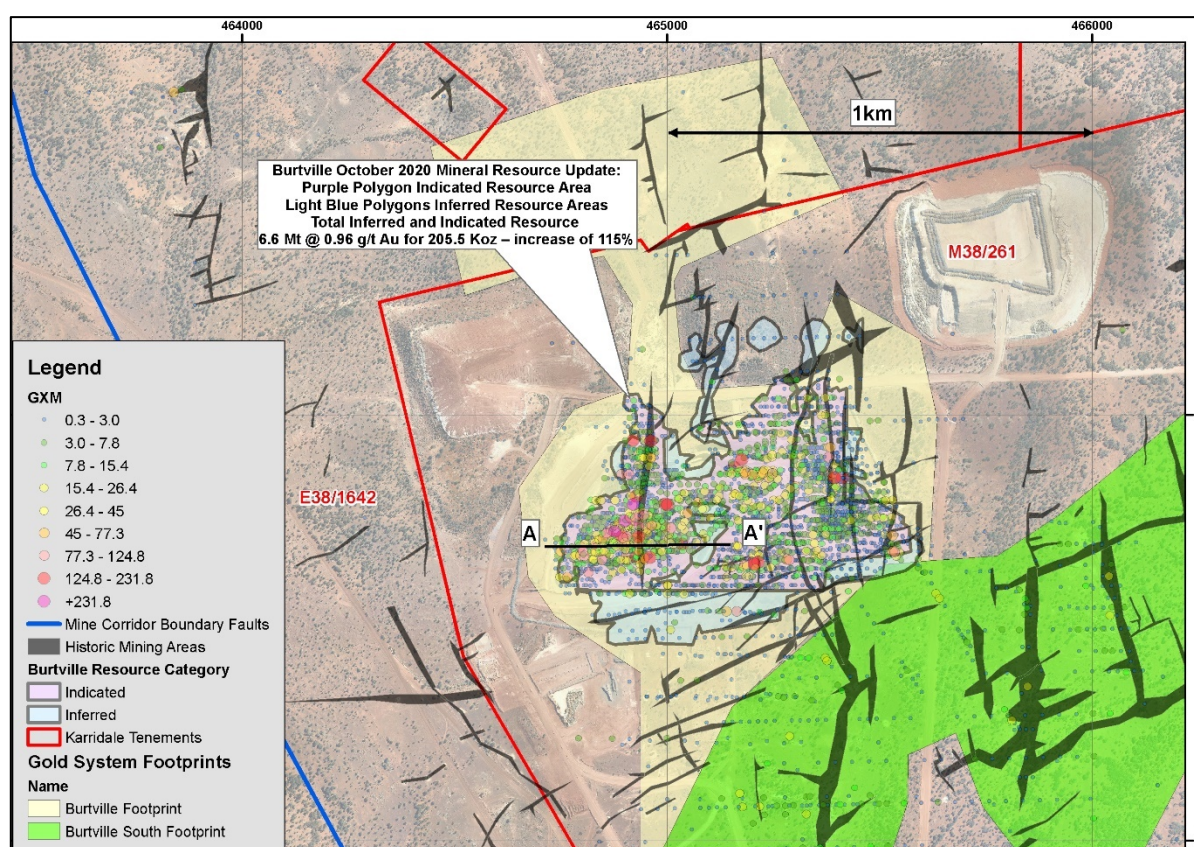 464000
465000
466000
1km
Burtville October 2020 Mineral Resource Update:
Purple Polygon Indicated Resource Area
Light Blue Polygons Inferred Resource Areas
Total Inferred and Indicated Resource
6.6 Mt @ 0.96 g/t Au for 205.5 Koz – increase of 115%
M38/261
E38/1642
A
A'
Legend
GXM
0.3 - 3.0
3.0 - 7.8
7.8 - 15.4
15.4 - 26.4
26.4 - 45
45 - 77.3
77.3 - 124.8
124.8 - 231.8
+231.8
Mine Corridor Boundary Faults
Historic Mining Areas
Burtville Resource Category
Indicated
Inferred
Karridale Tenements
Gold System Footprints
Name
Burtville Footprint
Burtville South Footprint